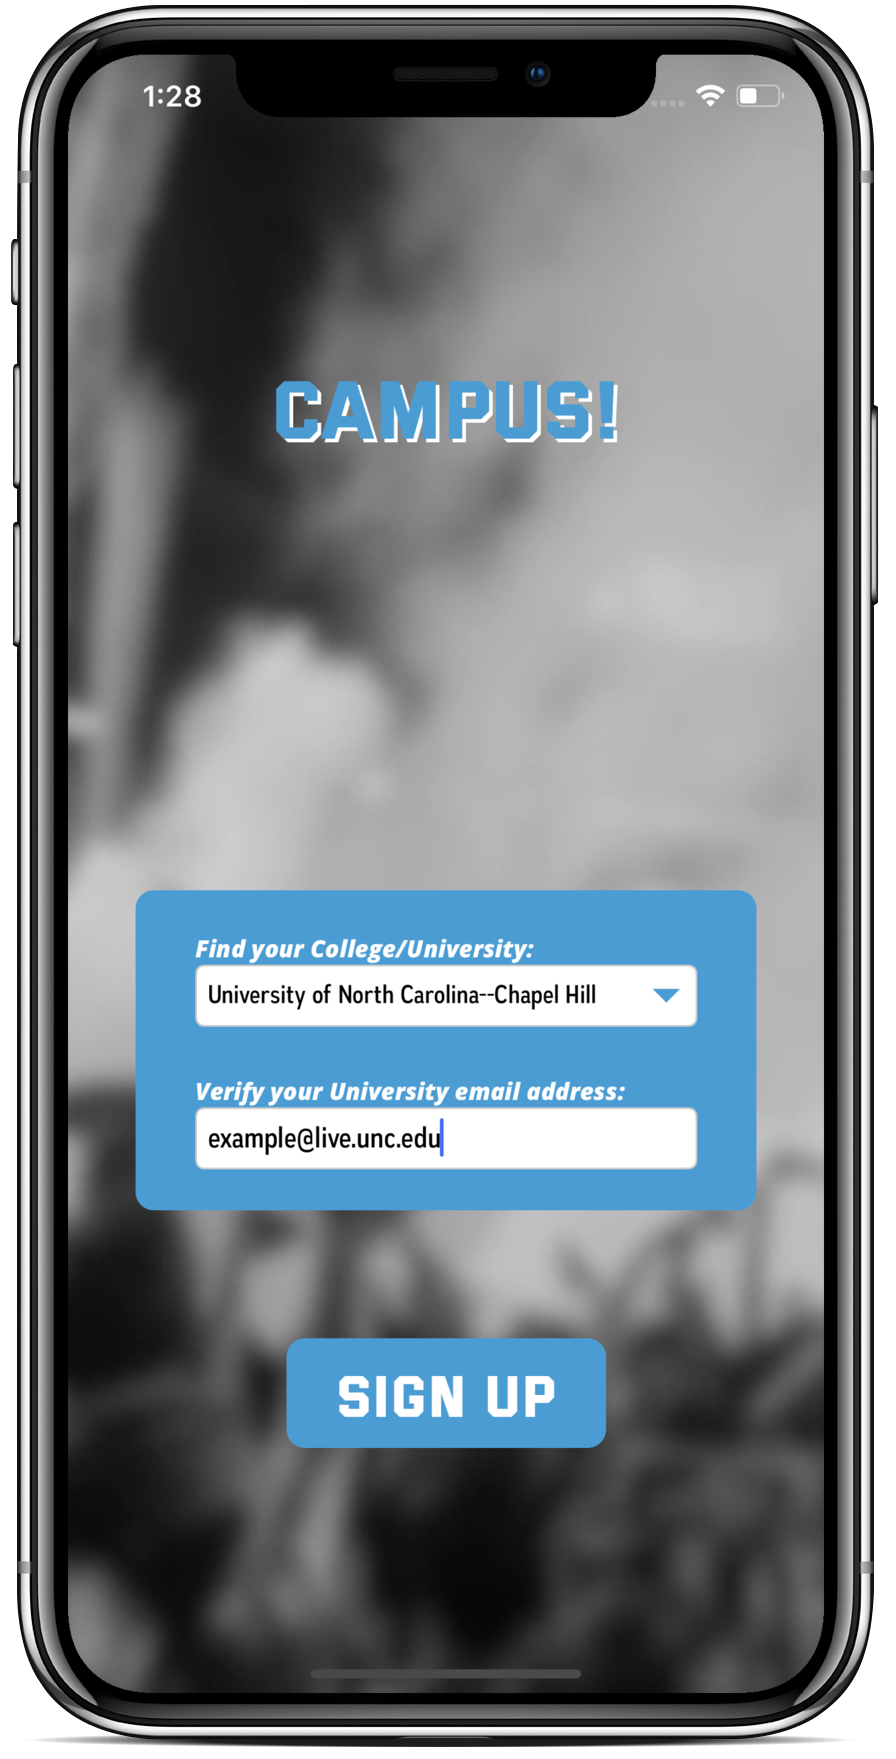 1:28
CAMPUS!
Find your College/University:
University of North Carolina--Chapel Hill
Verify your University email address:
example@live.unc.edu
SIGN UP